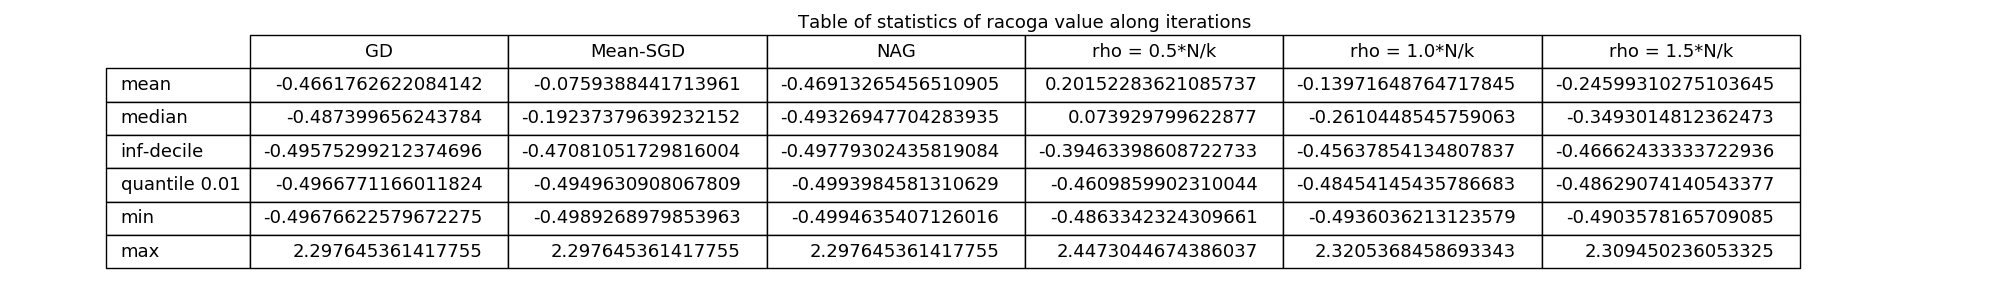 Table of statistics of racoga value along iterations
GD Mean-SGD NAG rho = 0.5*N/k rho = 1.0*N/k rho = 1.5*N/k
mean -0.4661762622084142 -0.0759388441713961 -0.46913265456510905 0.20152283621085737 -0.13971648764717845 -0.24599310275103645
median -0.487399656243784 -0.19237379639232152 -0.49326947704283935 0.073929799622877 -0.2610448545759063 -0.3493014812362473
inf-decile -0.49575299212374696 -0.47081051729816004 -0.49779302435819084 -0.39463398608722733 -0.45637854134807837 -0.46662433333722936
quantile 0.01 -0.4966771166011824 -0.4949630908067809 -0.4993984581310629 -0.4609859902310044 -0.48454145435786683 -0.48629074140543377
min -0.49676622579672275 -0.4989268979853963 -0.4994635407126016 -0.4863342324309661 -0.4936036213123579 -0.4903578165709085
max 2.297645361417755 2.297645361417755 2.297645361417755 2.4473044674386037 2.3205368458693343 2.309450236053325